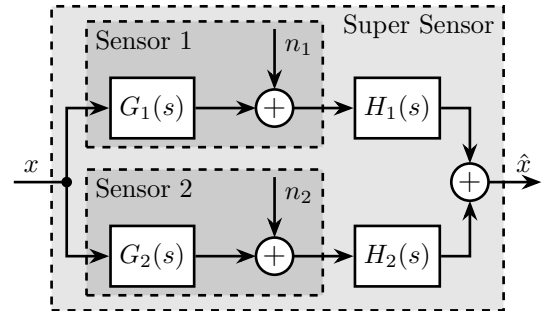 Super Sensor
Sensor 1
n₁
G₁(s)
+
H₁(s)
x
+
x̂
Sensor 2
n₂
G₂(s)
+
H₂(s)